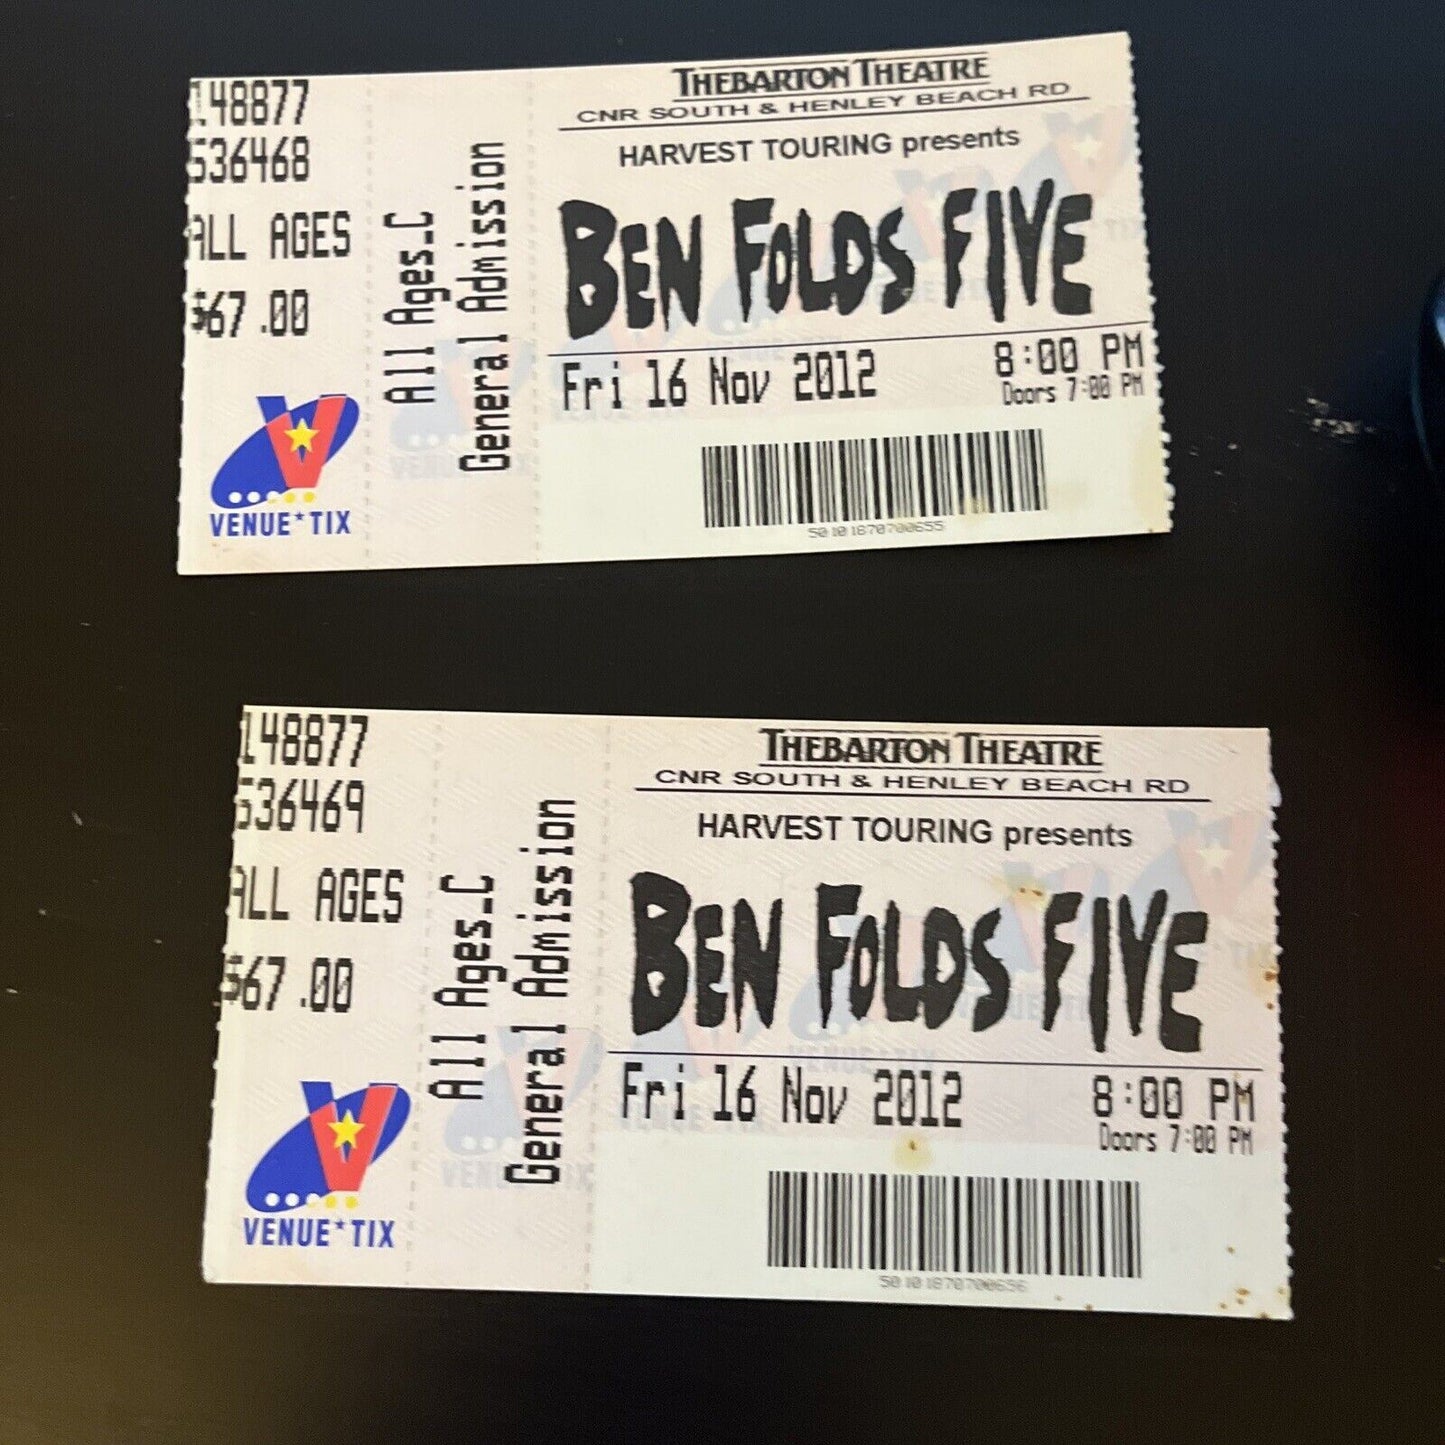 148877
536468
ALL AGES
$67.00
VENUE*TIX
All Ages_C
General Admission
THEBARTON THEATRE
CNR SOUTH & HENLEY BEACH RD
HARVEST TOURING presents
BEN FOLDS FIVE
Fri 16 Nov 2012 8:00 PM
Doors 7:00 PM
50101870700655
148877
536469
ALL AGES
$67.00
VENUE*TIX
All Ages_C
General Admission
THEBARTON THEATRE
CNR SOUTH & HENLEY BEACH RD
HARVEST TOURING presents
BEN FOLDS FIVE
Fri 16 Nov 2012 8:00 PM
Doors 7:00 PM
50101870700656